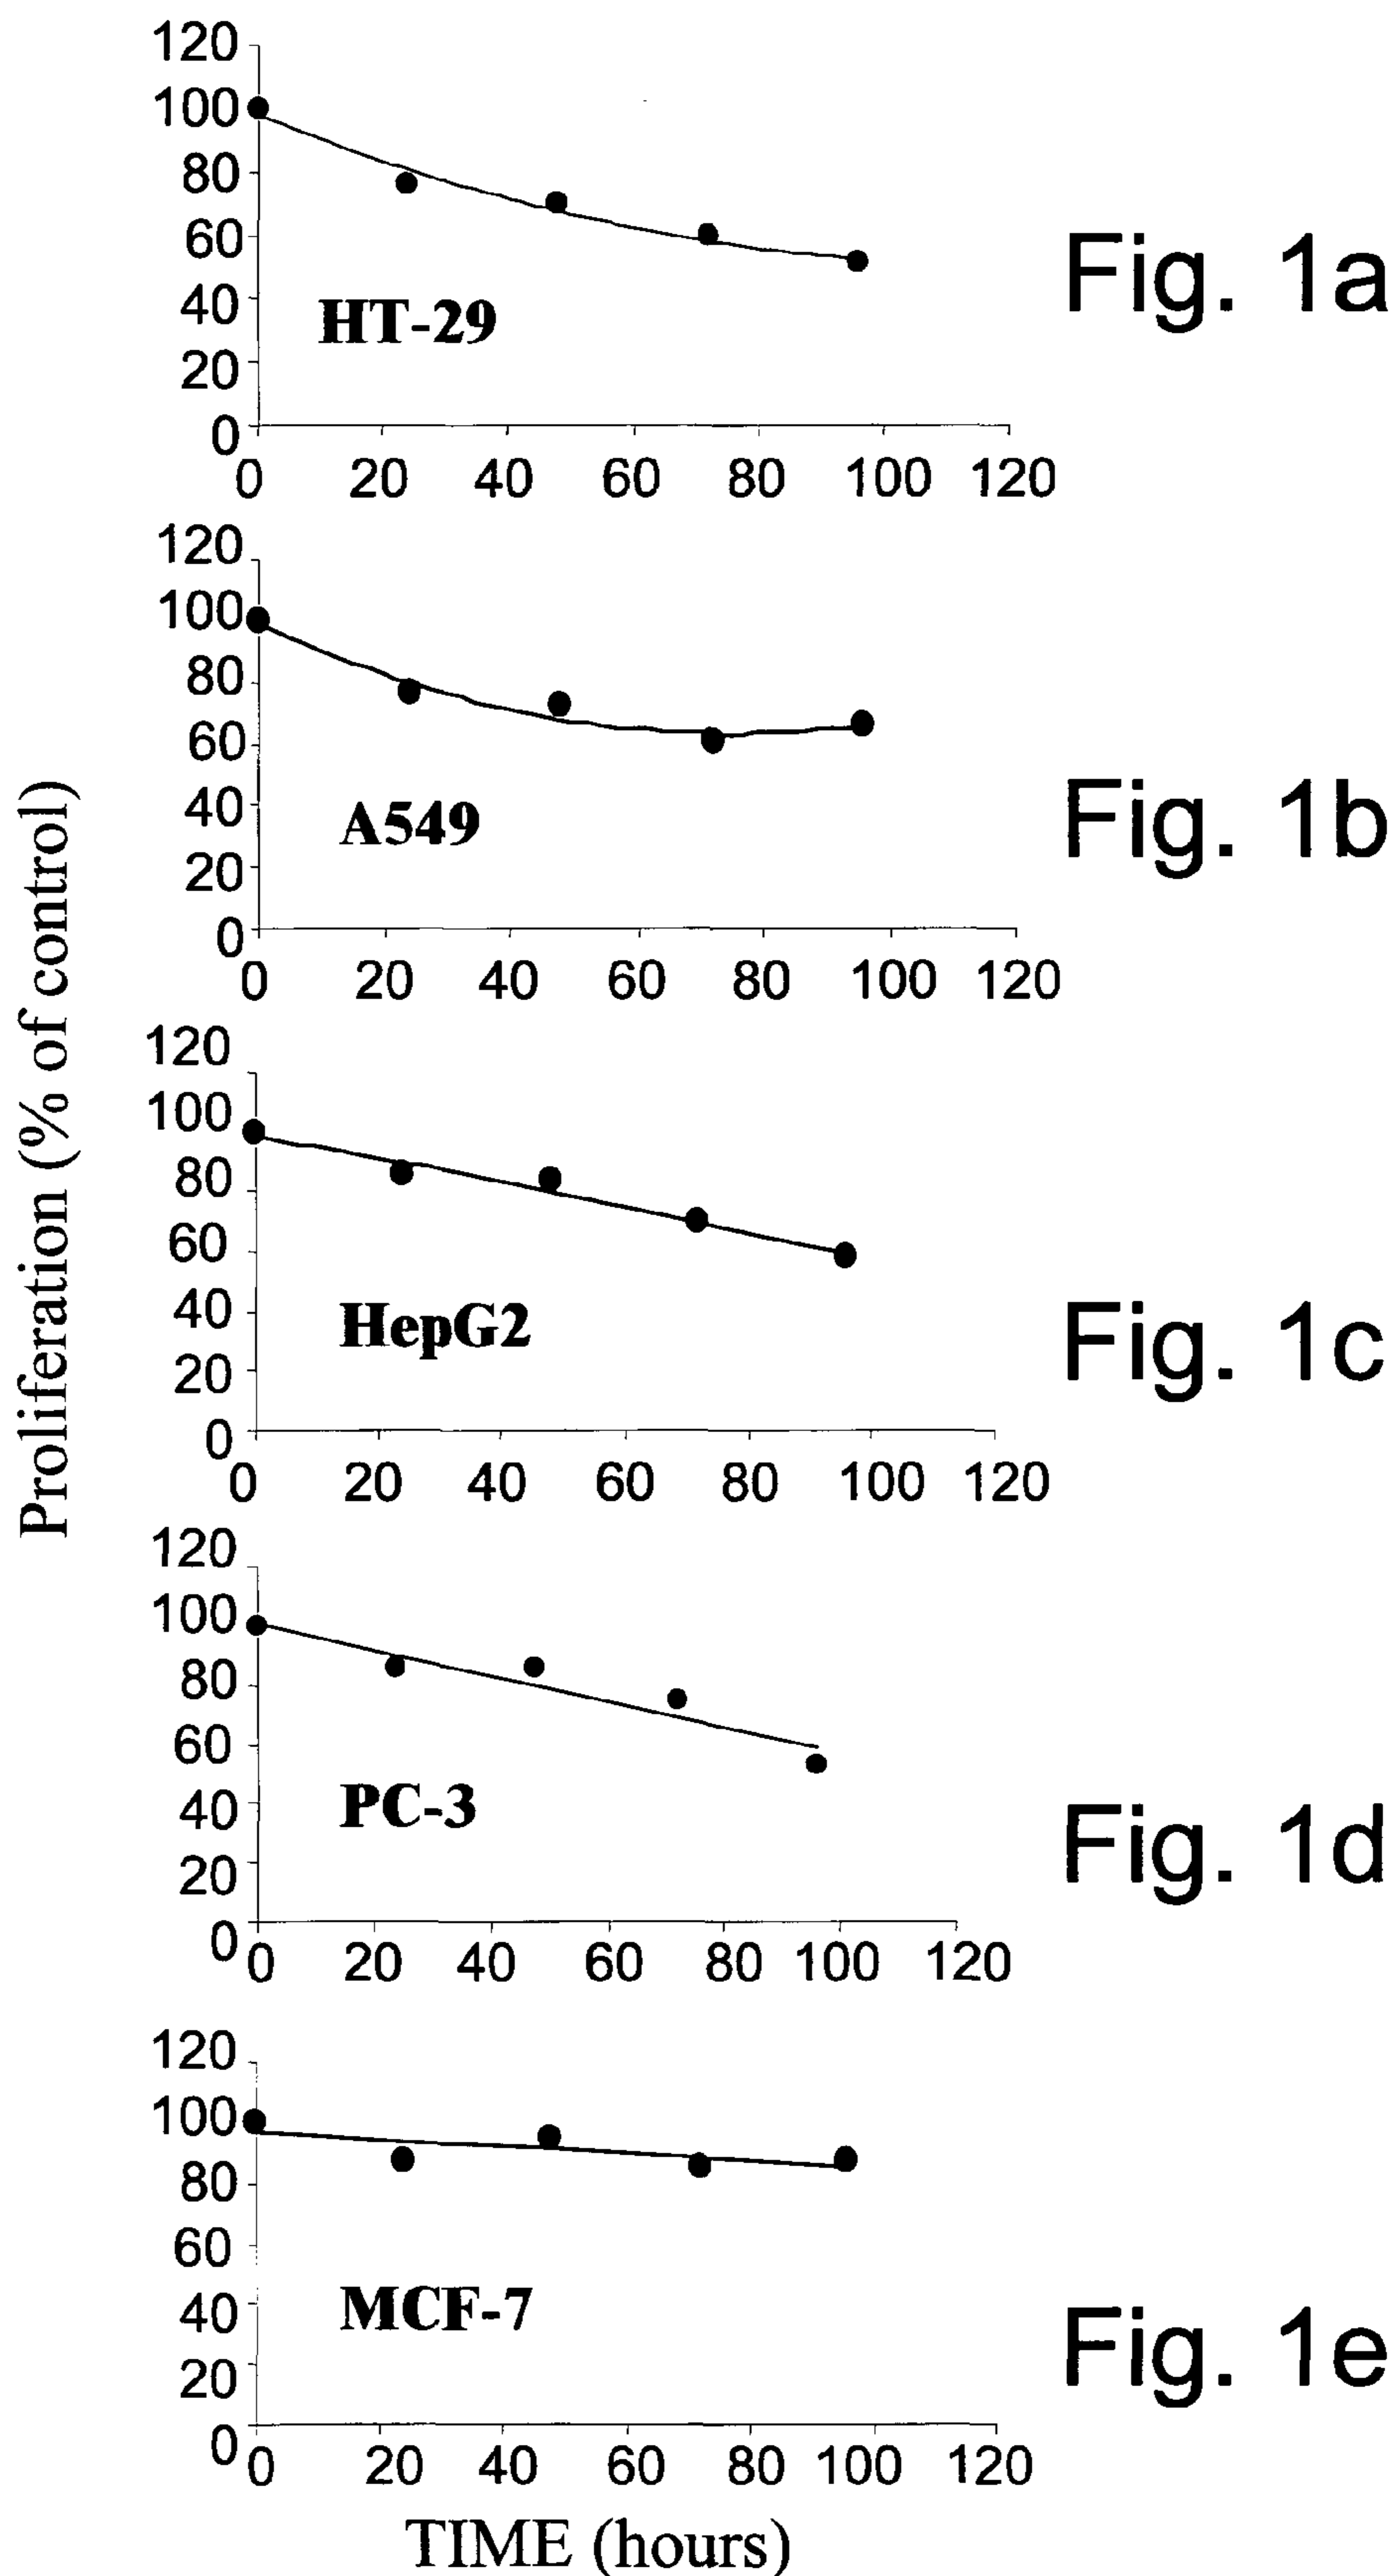 120
100
80
60
40
20
0
HT-29
0 20 40 60 80 100 120
Fig. 1a
120
100
80
60
40
20
0
A549
0 20 40 60 80 100 120
Fig. 1b
Proliferation (% of control)
120
100
80
60
40
20
0
HepG2
0 20 40 60 80 100 120
Fig. 1c
120
100
80
60
40
20
0
PC-3
0 20 40 60 80 100 120
Fig. 1d
120
100
80
60
40
20
0
MCF-7
0 20 40 60 80 100 120
Fig. 1e
TIME (hours)